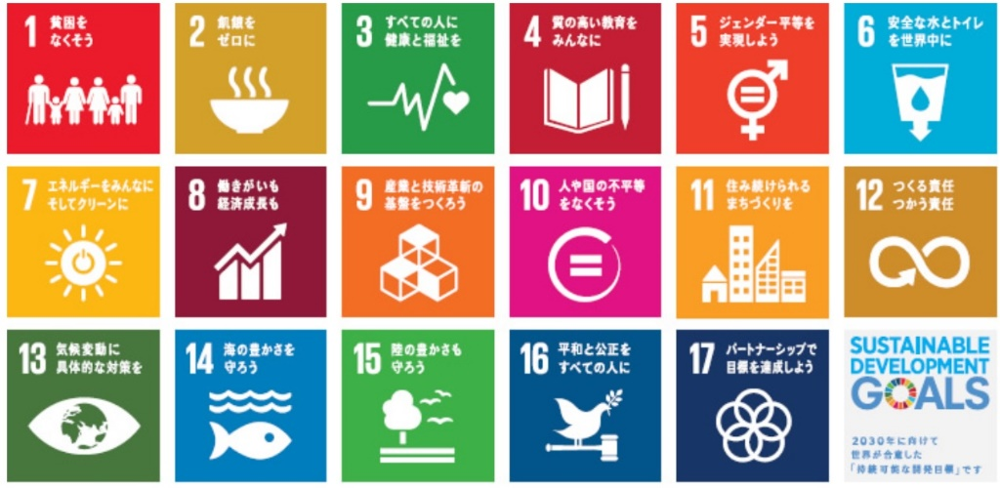 1 貧困を
なくそう
2 飢餓を
ゼロに
3 すべての人に
健康と福祉を
4 質の高い教育を
みんなに
5 ジェンダー平等を
実現しよう
6 安全な水とトイレ
を世界中に
7 エネルギーをみんなに
そしてクリーンに
8 働きがいも
経済成長も
9 産業と技術革新の
基盤をつくろう
10 人や国の不平等
をなくそう
11 住み続けられる
まちづくりを
12 つくる責任
つかう責任
13 気候変動に
具体的な対策を
14 海の豊かさを
守ろう
15 陸の豊かさも
守ろう
16 平和と公正を
すべての人に
17 パートナーシップで
目標を達成しよう
SUSTAINABLE
DEVELOPMENT
GOALS
2030年に向けて
世界が合意した
「持続可能な開発目標」です